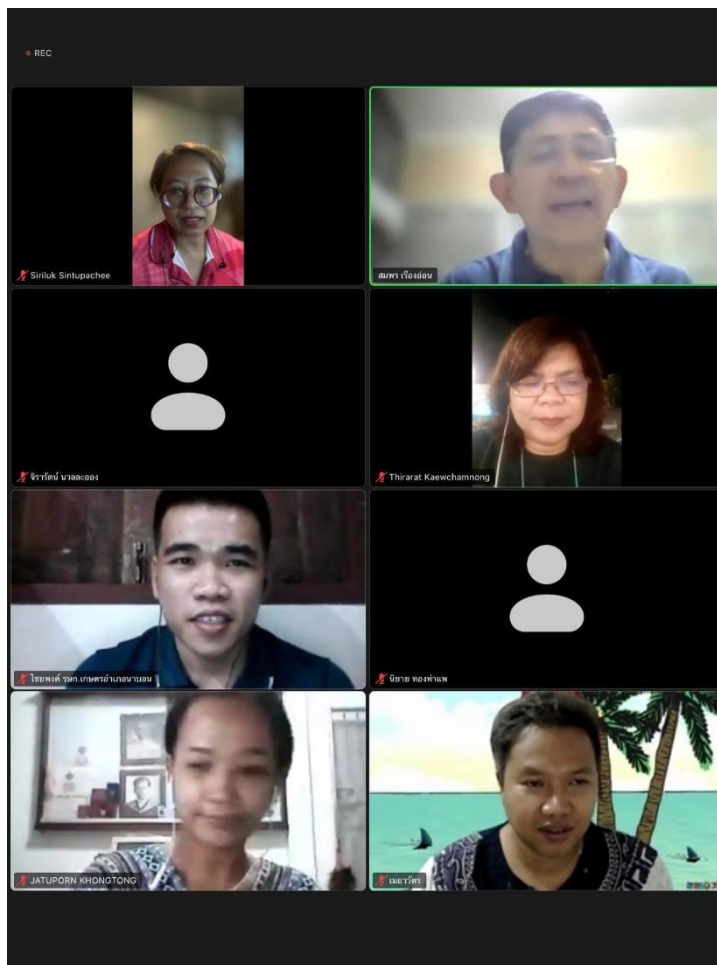 REC
Siriluk Sintupachee
สมพร เรืองอ่อน
จิรารัตน์ นวลละออง
Thirarat Kaewchamnong
ไชยพงศ์ รษก.เกษตรอำเภอนาบอน
นิยาย ทองท่าแพ
JATUPORN KHONGTONG
เมธาวัตร